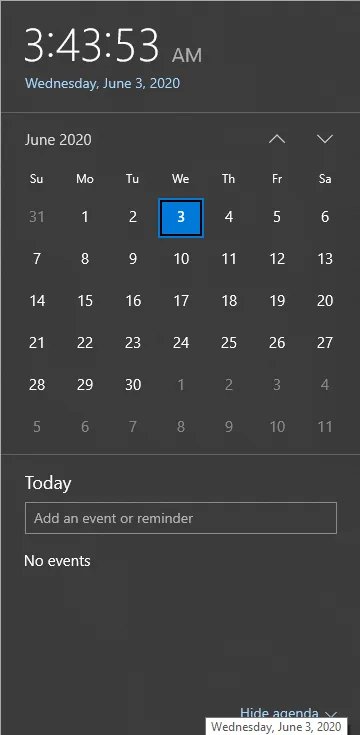 3:43:53 AM
Wednesday, June 3, 2020
June 2020
Su Mo Tu We Th Fr Sa
31 1 2 3 4 5 6
7 8 9 10 11 12 13
14 15 16 17 18 19 20
21 22 23 24 25 26 27
28 29 30 1 2 3 4
5 6 7 8 9 10 11
Today
Add an event or reminder
No events
Hide agenda
Wednesday, June 3, 2020